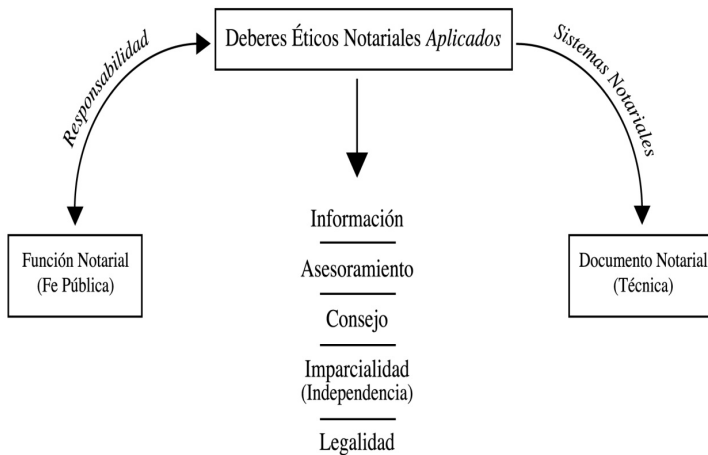 Deberes Éticos Notariales Aplicados
Responsabilidad
Sistemas Notariales
Función Notarial
(Fe Pública)
Información
Asesoramiento
Consejo
Imparcialidad
(Independencia)
Legalidad
Documento Notarial
(Técnica)